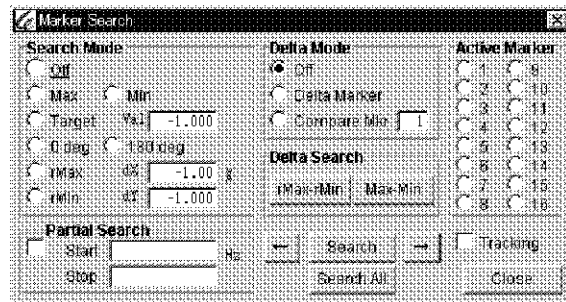 Marker Search
Search Mode
Off
Max Min
Target Val -1.000
0 deg 180 deg
rMax dX -1.00 %
rMin dY -1.000
Partial Search
Start Hz
Stop
Delta Mode
Off
Delta Marker
Compare Mkr 1
Delta Search
rMax-rMin Max-Min
← Search →
Search All
Active Marker
1 9
2 10
3 11
4 12
5 13
6 14
7 15
8 16
Tracking
Close